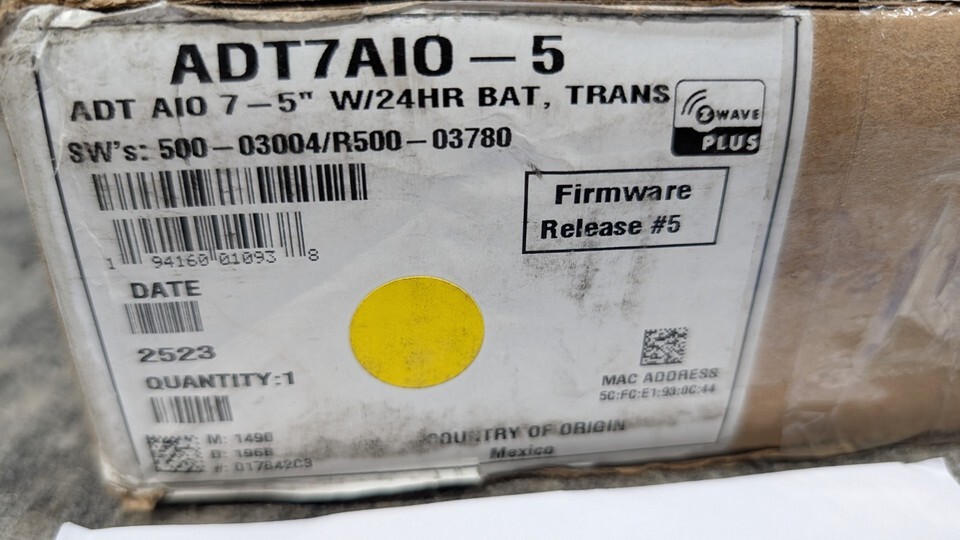 ADT7AIO – 5
ADT AIO 7 – 5" W/24HR BAT, TRANS
SW's: 500 – 03004/R500 – 03780
Z WAVE
PLUS
Firmware
Release #5
1 94160 01093 8
DATE
2523
QUANTITY:1
MAC ADDRESS
5C:FC:E1:93:0C:44
M: 1490
COUNTRY OF ORIGIN
Mexico